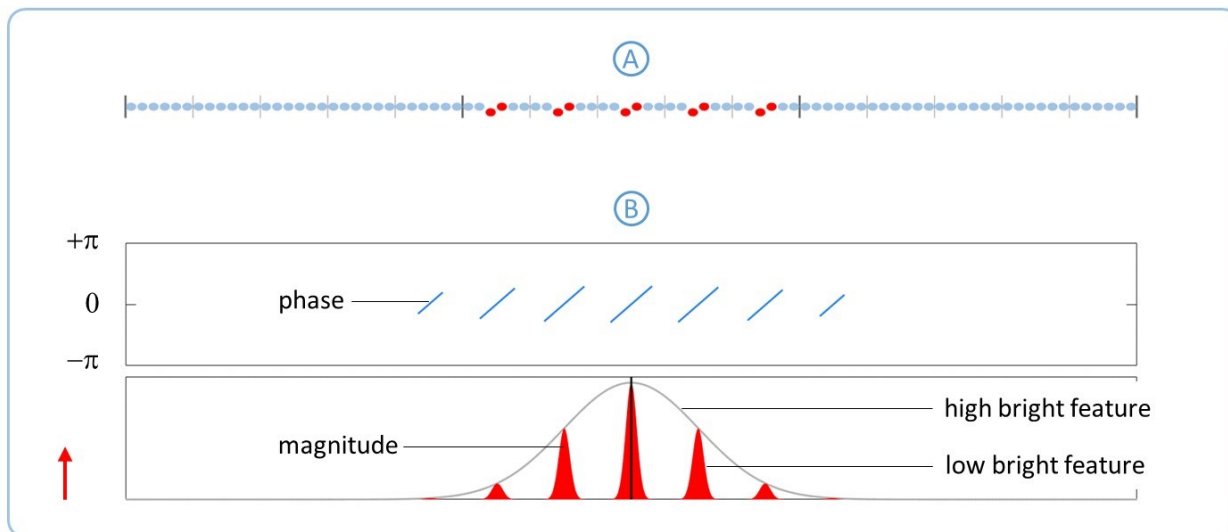 A
B
+π
phase
0
−π
high bright feature
magnitude
low bright feature